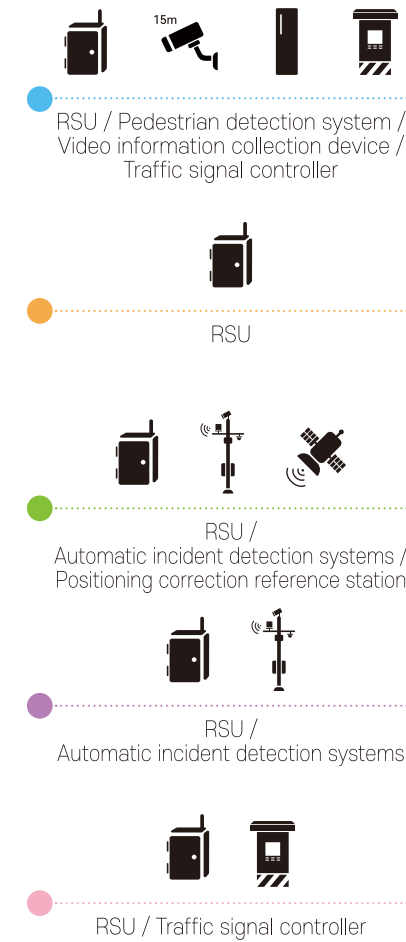 15m
RSU / Pedestrian detection system /
Video information collection device /
Traffic signal controller
RSU
RSU /
Automatic incident detection systems /
Positioning correction reference station
RSU /
Automatic incident detection systems
RSU / Traffic signal controller